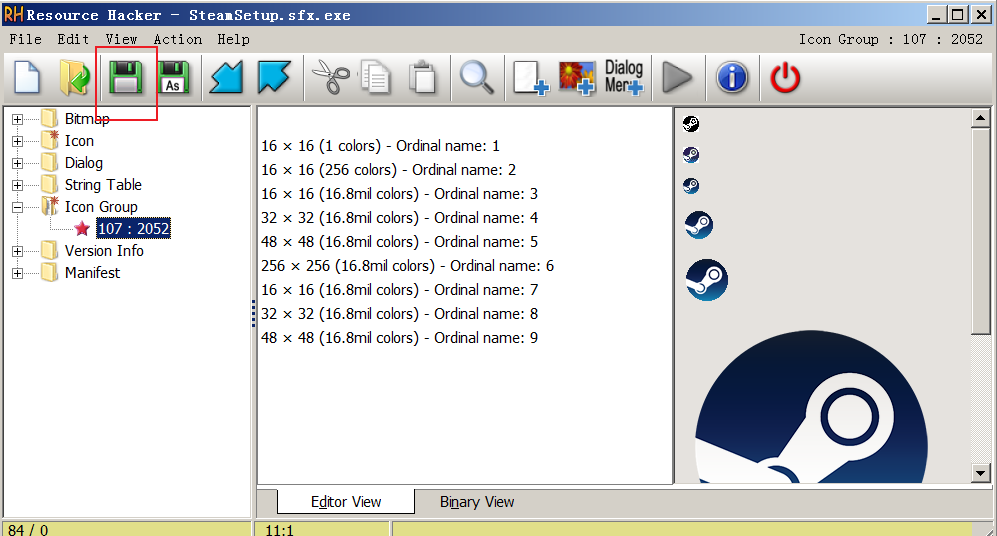 RH Resource Hacker - SteamSetup.sfx.exe
File Edit View Action Help Icon Group : 107 : 2052
As
Dialog
Menu
Bitmap
Icon
Dialog
String Table
Icon Group
107 : 2052
Version Info
Manifest
16 × 16 (1 colors) - Ordinal name: 1
16 × 16 (256 colors) - Ordinal name: 2
16 × 16 (16.8mil colors) - Ordinal name: 3
32 × 32 (16.8mil colors) - Ordinal name: 4
48 × 48 (16.8mil colors) - Ordinal name: 5
256 × 256 (16.8mil colors) - Ordinal name: 6
16 × 16 (16.8mil colors) - Ordinal name: 7
32 × 32 (16.8mil colors) - Ordinal name: 8
48 × 48 (16.8mil colors) - Ordinal name: 9
Editor View Binary View
84 / 0 11:1